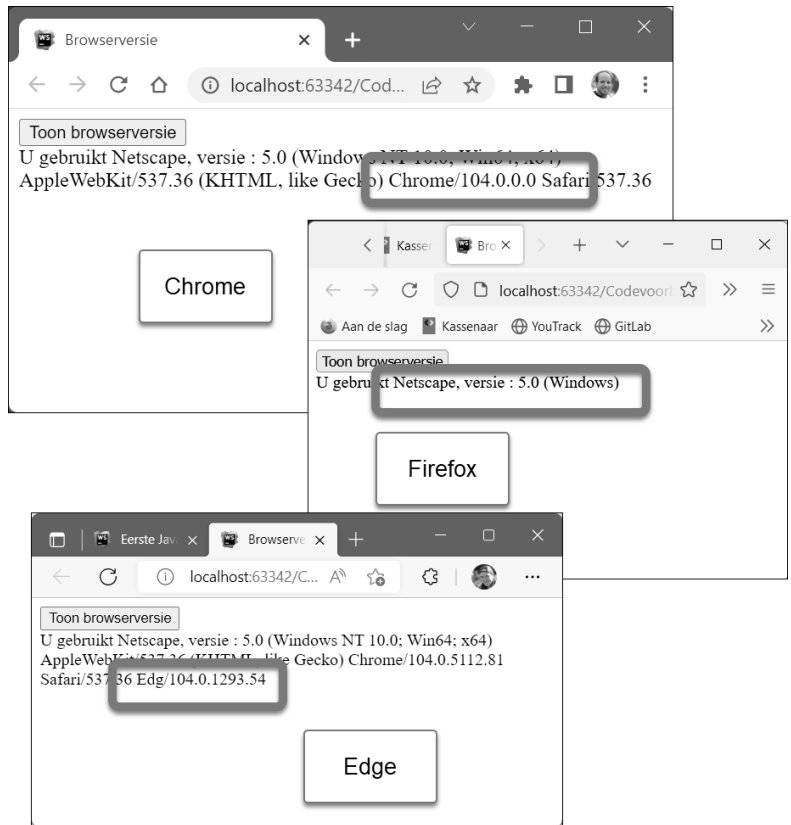 Browserversie
localhost:63342/Cod...
Toon browserversie
U gebruikt Netscape, versie : 5.0 (Windows NT 10.0; Win64; x64)
AppleWebKit/537.36 (KHTML, like Gecko) Chrome/104.0.0.0 Safari/537.36
Chrome
Kasse
Bro
localhost:63342/Codevoor
Aan de slag Kassenaar YouTrack GitLab
Toon browserversie
U gebruikt Netscape, versie : 5.0 (Windows)
Firefox
Eerste Jav
Browserve
localhost:63342/C...
Toon browserversie
U gebruikt Netscape, versie : 5.0 (Windows NT 10.0; Win64; x64)
AppleWebKit/537.36 (KHTML, like Gecko) Chrome/104.0.5112.81
Safari/537.36 Edg/104.0.1293.54
Edge